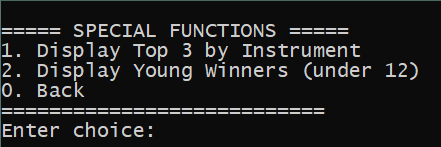 ===== SPECIAL FUNCTIONS =====
1. Display Top 3 by Instrument
2. Display Young Winners (under 12)
0. Back
===========================
Enter choice: